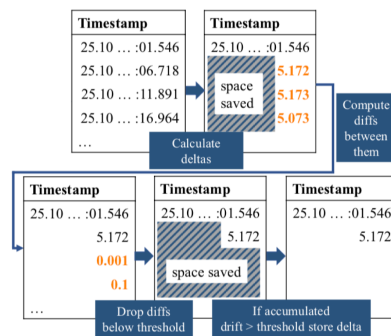 Timestamp
25.10 … :01.546
25.10 … :06.718
25.10 … :11.891
25.10 … :16.964
…
Timestamp
25.10 … :01.546
5.172
5.173
5.073
space
saved
Calculate
deltas
Compute
diffs
between
them
Timestamp
25.10 … :01.546
5.172
0.001
0.1
…
Timestamp
25.10 … :01.546
5.172
space saved
Timestamp
25.10 … :01.546
5.172
Drop diffs
below threshold
If accumulated
drift > threshold store delta